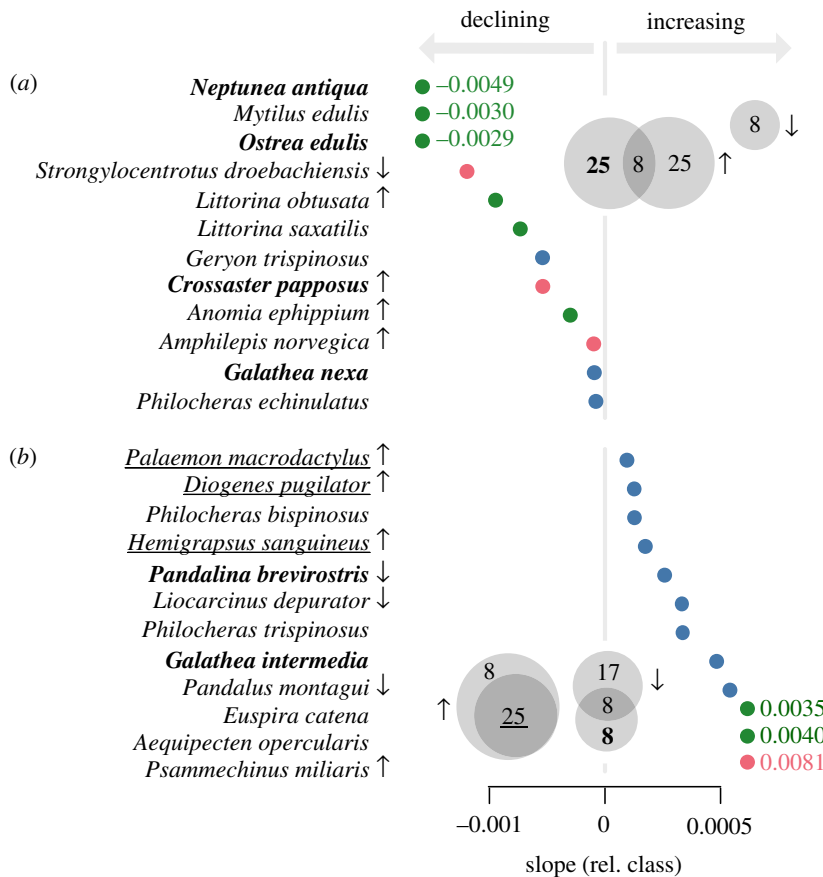 declining increasing
(a) Neptunea antiqua –0.0049
Mytilus edulis –0.0030 8 ↓
Ostrea edulis –0.0029
Strongylocentrotus droebachiensis ↓ 25 8 25 ↑
Littorina obtusata ↑
Littorina saxatilis
Geryon trispinosus
Crossaster papposus ↑
Anomia ephippium ↑
Amphilepis norvegica ↑
Galathea nexa
Philocheras echinulatus
(b) Palaemon macrodactylus ↑
Diogenes pugilator ↑
Philocheras bispinosus
Hemigrapsus sanguineus ↑
Pandalina brevirostris ↓
Liocarcinus depurator ↓
Philocheras trispinosus
Galathea intermedia 8 17
Pandalus montagui ↓ ↓
Euspira catena ↑ 25 8 0.0035
Aequipecten opercularis 8 0.0040
Psammechinus miliaris ↑ 0.0081
–0.001 0 0.0005
slope (rel. class)